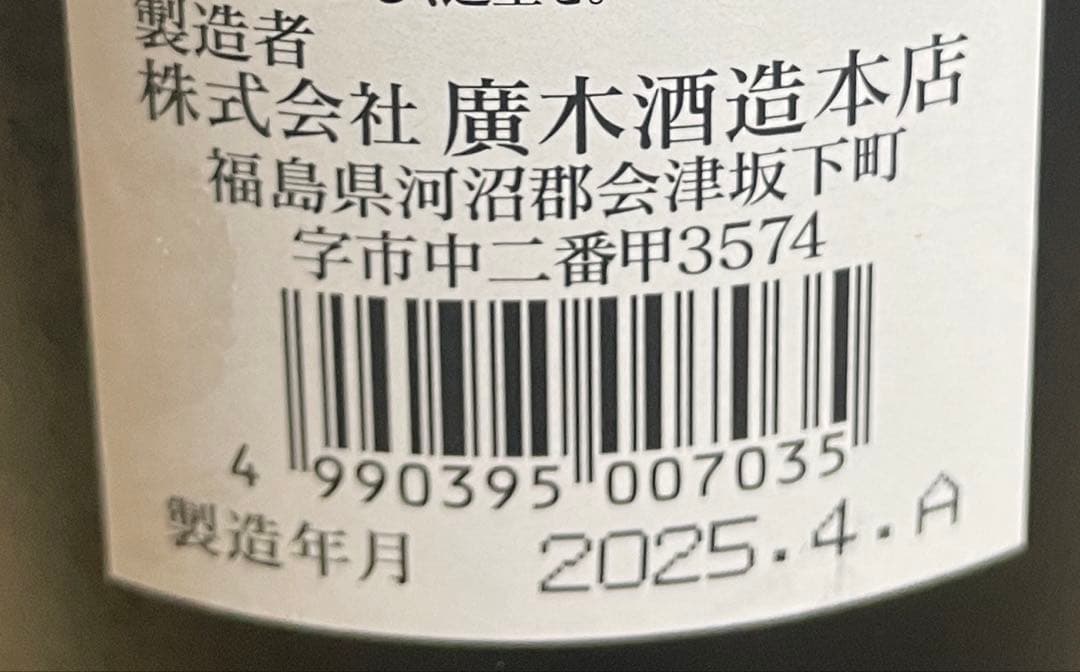 製造者
株式会社 廣木酒造本店
福島県河沼郡会津坂下町
字市中二番甲3574
4 990395 007035
製造年月 2025.4.A